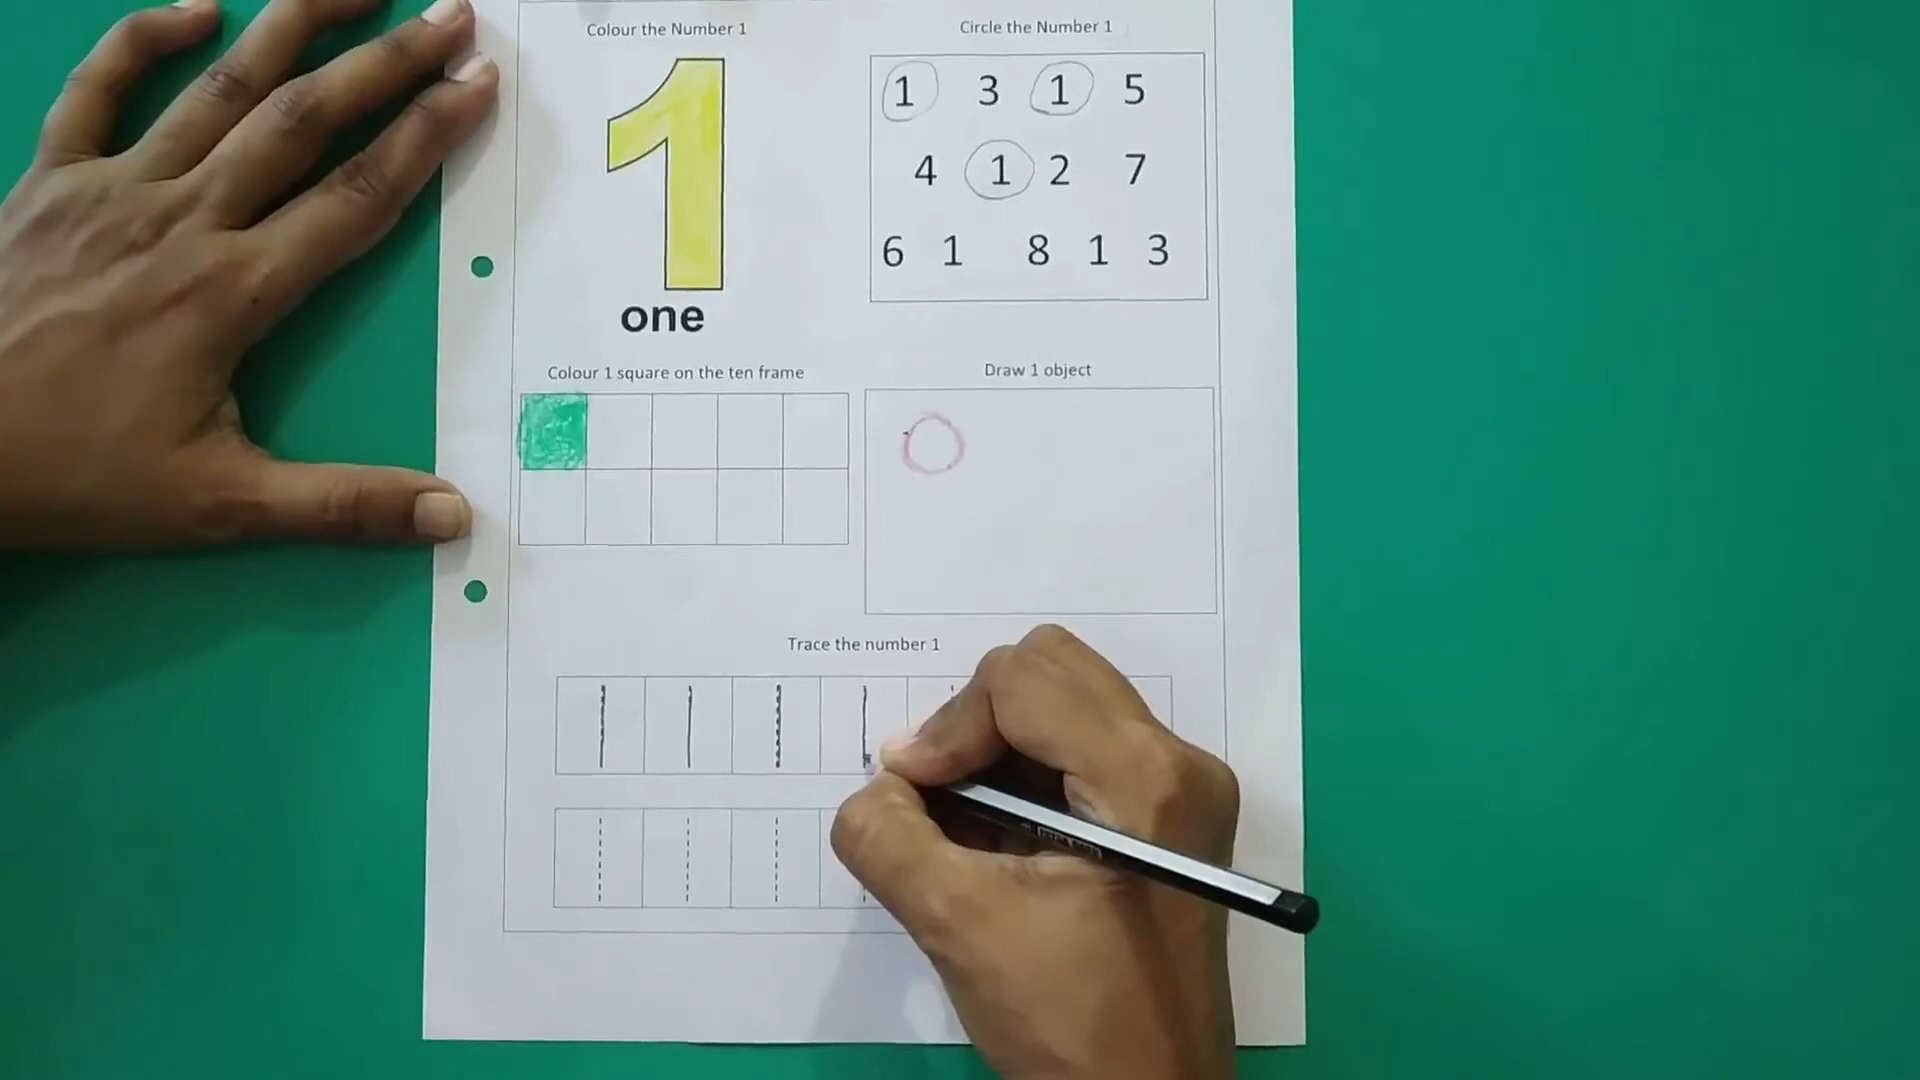 Colour the Number 1
1
one
Circle the Number 1
1 3 1 5
4 1 2 7
6 1 8 1 3
Colour 1 square on the ten frame
Draw 1 object
Trace the number 1